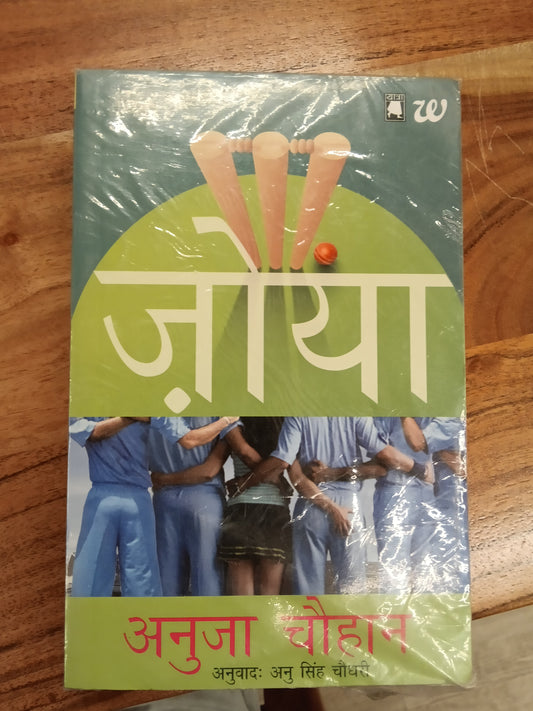 w
ज़ोया
अनुजा चौहान
अनुवाद: अनु सिंह चौधरी